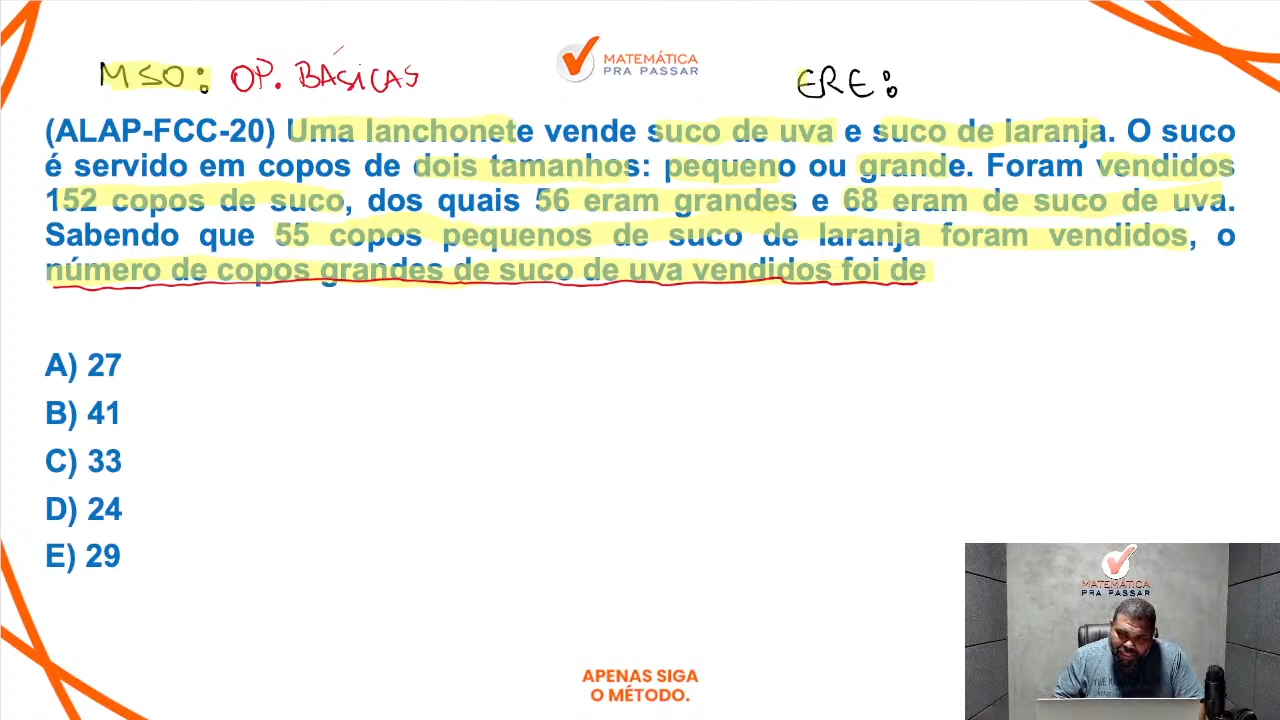 MSO: OP. BÁSICAS
MATEMÁTICA
PRA PASSAR
ERE:
(ALAP-FCC-20) Uma lanchonete vende suco de uva e suco de laranja. O suco
é servido em copos de dois tamanhos: pequeno ou grande. Foram vendidos
152 copos de suco, dos quais 56 eram grandes e 68 eram de suco de uva.
Sabendo que 55 copos pequenos de suco de laranja foram vendidos, o
número de copos grandes de suco de uva vendidos foi de
A) 27
B) 41
C) 33
D) 24
E) 29
MATEMÁTICA
PRA PASSAR
APENAS SIGA
O MÉTODO.